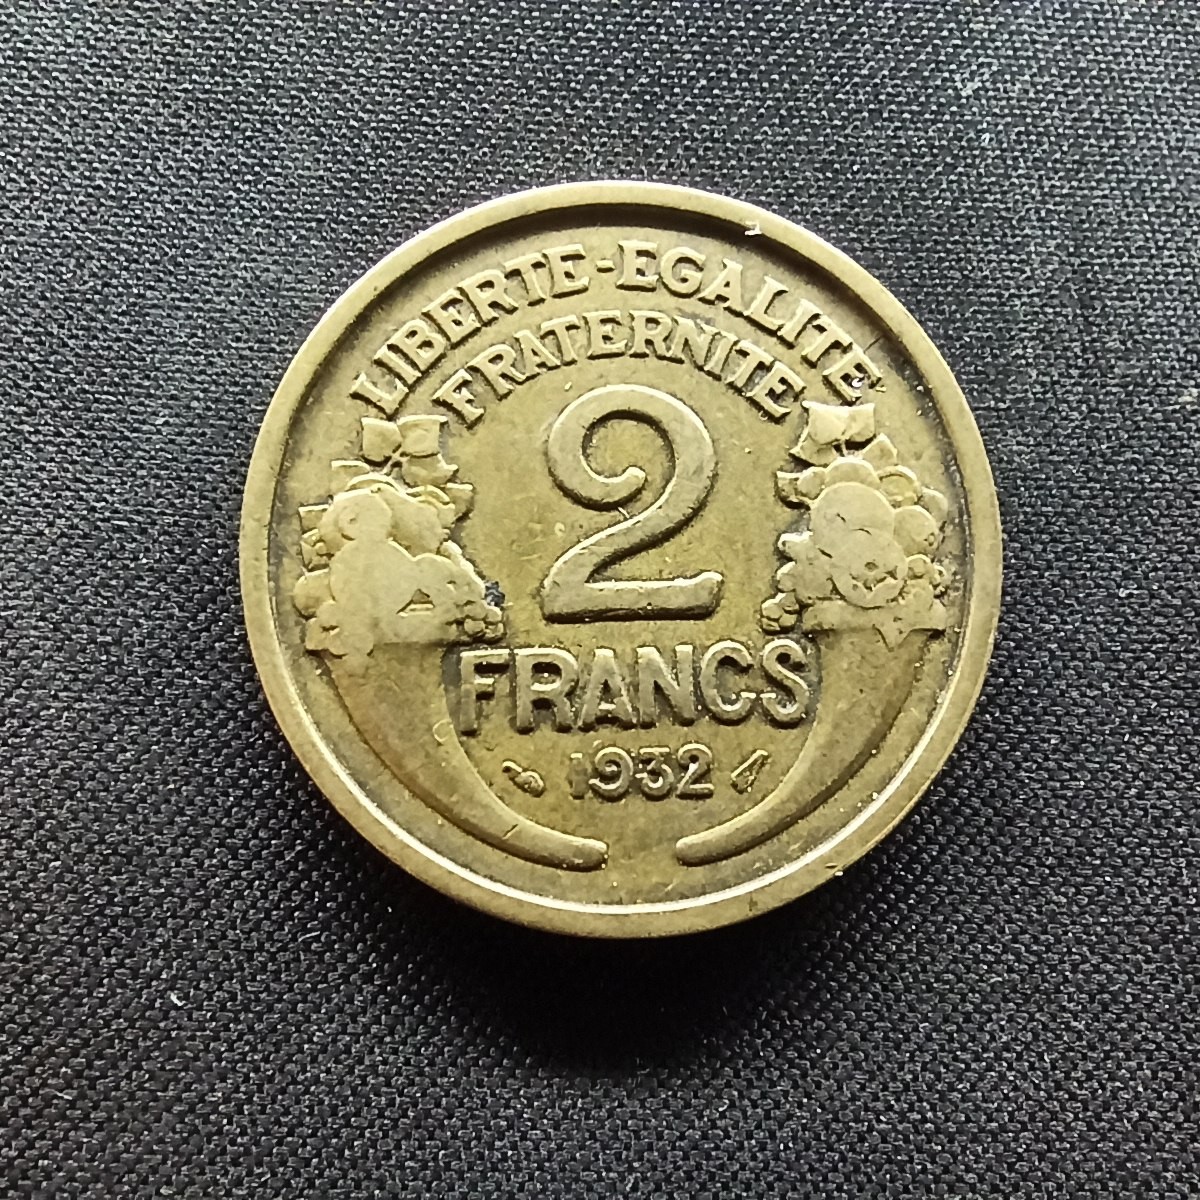 LIBERTE-EGALITE
FRATERNITE
2
FRANCS
1932